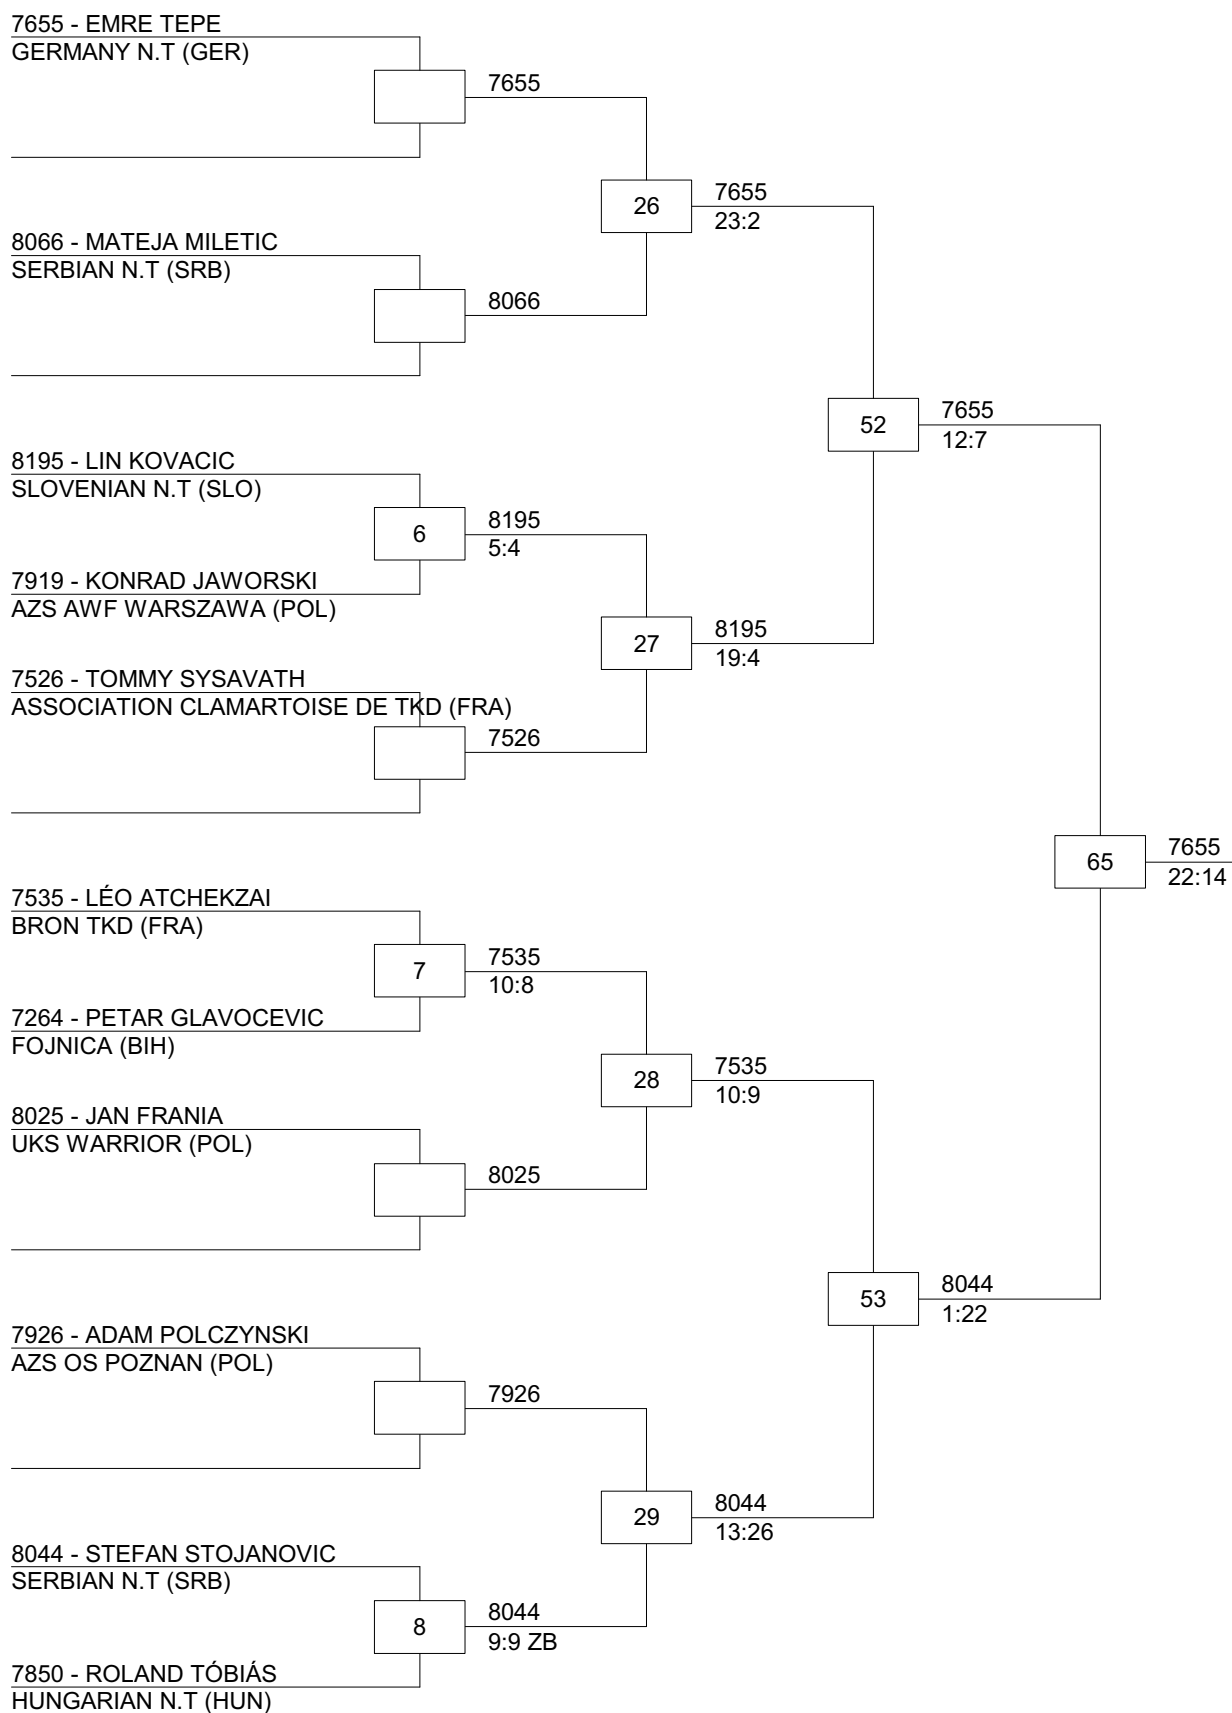 7655 - EMRE TEPE
GERMANY N.T (GER)
7655
26
7655
23:2
8066 - MATEJA MILETIC
SERBIAN N.T (SRB)
8066
52
7655
12:7
8195 - LIN KOVACIC
SLOVENIAN N.T (SLO)
6
8195
5:4
7919 - KONRAD JAWORSKI
AZS AWF WARSZAWA (POL)
27
8195
19:4
7526 - TOMMY SYSAVATH
ASSOCIATION CLAMARTOISE DE TKD (FRA)
7526
65
7655
22:14
7535 - LÉO ATCHEKZAI
BRON TKD (FRA)
7
7535
10:8
7264 - PETAR GLAVOCEVIC
FOJNICA (BIH)
28
7535
10:9
8025 - JAN FRANIA
UKS WARRIOR (POL)
8025
53
8044
1:22
7926 - ADAM POLCZYNSKI
AZS OS POZNAN (POL)
7926
29
8044
13:26
8044 - STEFAN STOJANOVIC
SERBIAN N.T (SRB)
8
8044
9:9 ZB
7850 - ROLAND TÓBIÁS
HUNGARIAN N.T (HUN)